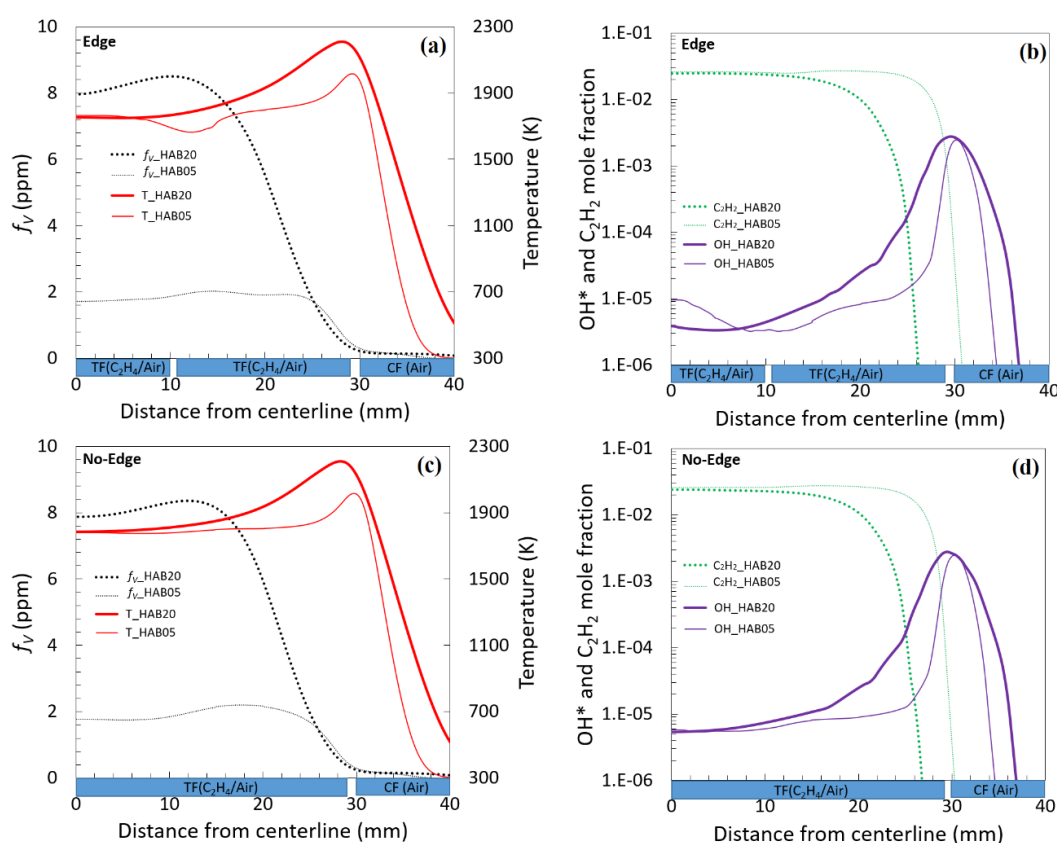 Edge
(a)
10
8
6
4
2
0
fV (ppm)
fV_HAB20
fV_HAB05
T_HAB20
T_HAB05
2300
1900
1500
1100
700
300
Temperature (K)
TF(C₂H₄/Air)
TF(C₂H₄/Air)
CF (Air)
0
10
20
30
40
Distance from centerline (mm)
Edge
(b)
1.E-01
1.E-02
1.E-03
1.E-04
1.E-05
1.E-06
OH* and C₂H₂ mole fraction
C₂H₂_HAB20
C₂H₂_HAB05
OH_HAB20
OH_HAB05
TF(C₂H₄/Air)
TF(C₂H₄/Air)
CF (Air)
0
10
20
30
40
Distance from centerline (mm)
No-Edge
(c)
10
8
6
4
2
0
fV (ppm)
fV_HAB20
fV_HAB05
T_HAB20
T_HAB05
2300
1900
1500
1100
700
300
Temperature (K)
TF(C₂H₄/Air)
CF (Air)
0
10
20
30
40
Distance from centerline (mm)
No-Edge
(d)
1.E-01
1.E-02
1.E-03
1.E-04
1.E-05
1.E-06
OH* and C₂H₂ mole fraction
C₂H₂_HAB20
C₂H₂_HAB05
OH_HAB20
OH_HAB05
TF(C₂H₄/Air)
CF (Air)
0
10
20
30
40
Distance from centerline (mm)